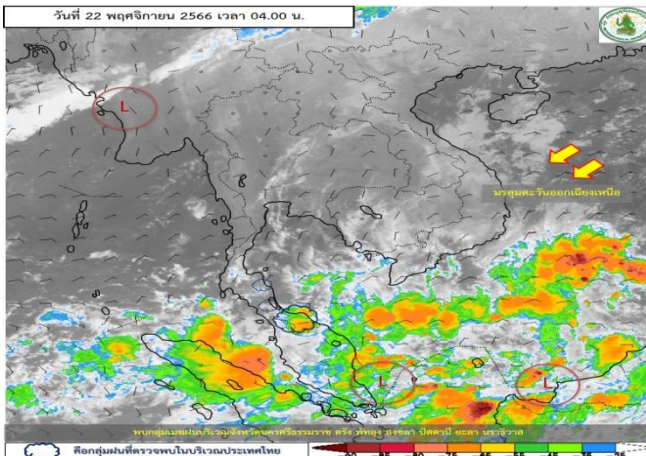 วันที่ 22 พฤศจิกายน 2566 เวลา 04.00 น.
L
มรสุมตะวันออกเฉียงเหนือ
L
L
พบกลุ่มเมฆฝนบริเวณจังหวัดนครศรีธรรมราช ตรัง พัทลุง สงขลา ปัตตานี ยะลา นราธิวาส
คือกลุ่มฝนที่ตรวจพบในบริเวณประเทศไทย